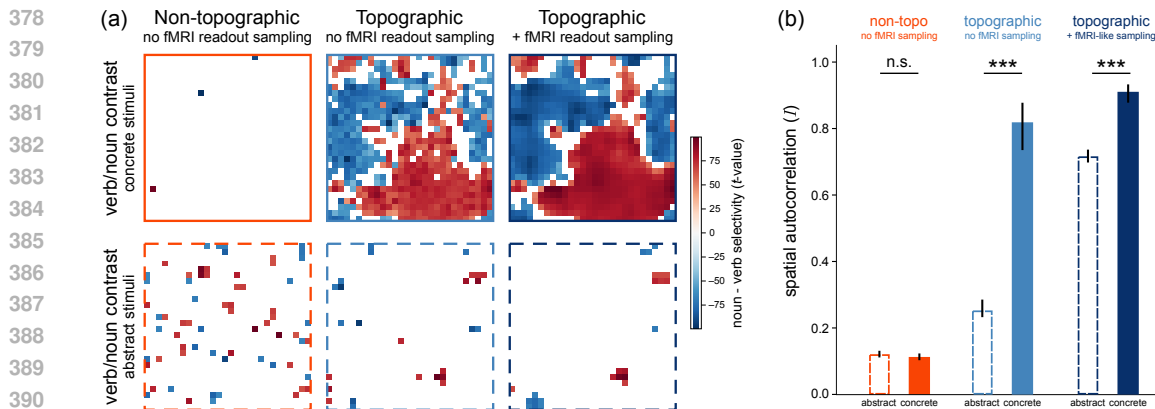 378
379
380
381
382
383
384
385
386
387
388
389
390
(a)
Non-topographic
no fMRI readout sampling
Topographic
no fMRI readout sampling
Topographic
+ fMRI readout sampling
verb/noun contrast
concrete stimuli
verb/noun contrast
abstract stimuli
75
50
25
0
−25
−50
−75
noun - verb selectivity (t-value)
(b)
non-topo
no fMRI sampling
topographic
no fMRI sampling
topographic
+ fMRI-like sampling
n.s.
***
***
1.0
0.8
0.6
0.4
0.2
0.0
spatial autocorrelation (I)
abstract concrete
abstract concrete
abstract concrete